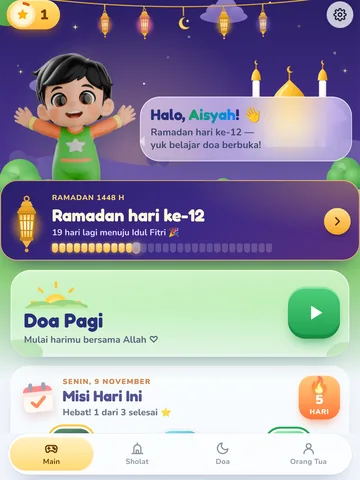 1
Halo, Aisyah! 👋
Ramadan hari ke-12 —
yuk belajar doa berbuka!
RAMADAN 1448 H
Ramadan hari ke-12
19 hari lagi menuju Idul Fitri 🎉
Doa Pagi
Mulai harimu bersama Allah ♡
SENIN, 9 NOVEMBER
Misi Hari Ini
Hebat! 1 dari 3 selesai ⭐
5
HARI
Main
Sholat
Doa
Orang Tua